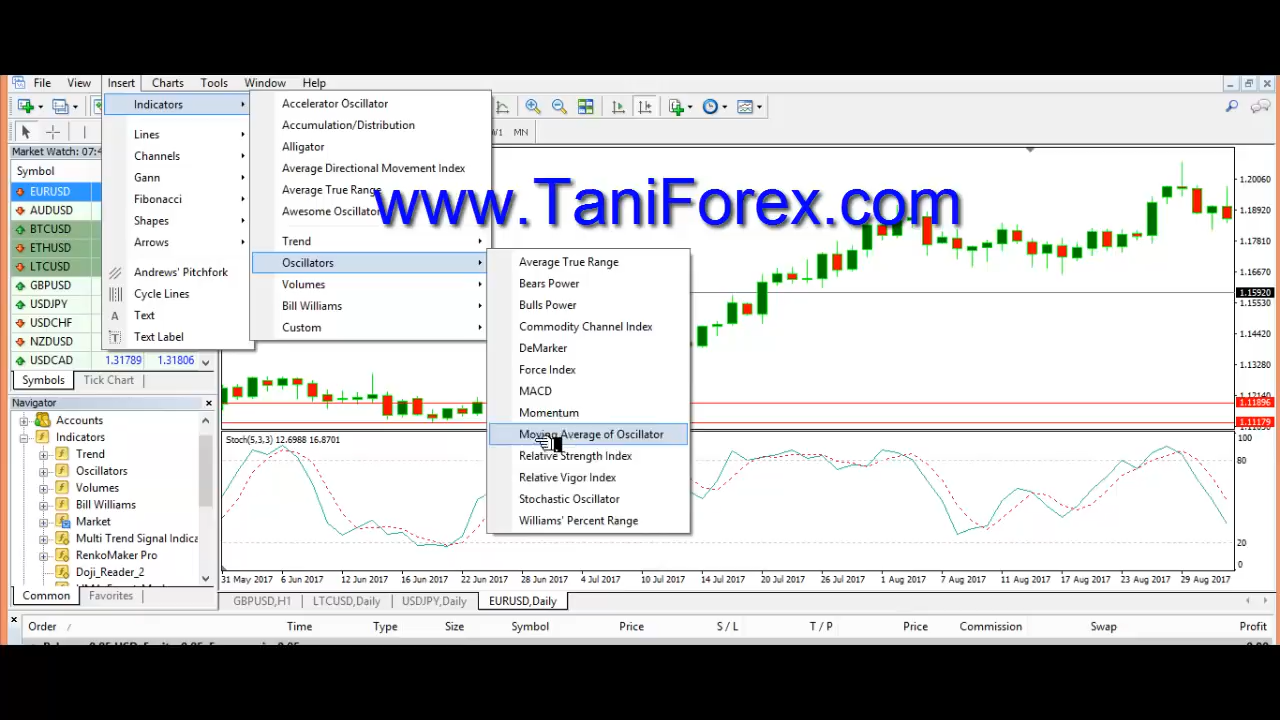 File View Insert Charts Tools Window Help
Indicators
Lines
Channels
Gann
Fibonacci
Shapes
Arrows
Andrews' Pitchfork
Cycle Lines
Text
Text Label
Accelerator Oscillator
Accumulation/Distribution
Alligator
Average Directional Movement Index
Average True Range
Awesome Oscillator
Trend
Oscillators
Volumes
Bill Williams
Custom
Average True Range
Bears Power
Bulls Power
Commodity Channel Index
DeMarker
Force Index
MACD
Momentum
Moving Average of Oscillator
Relative Strength Index
Relative Vigor Index
Stochastic Oscillator
Williams' Percent Range
www.TaniForex.com
W1 MN
Market Watch: 07:4
Symbol
EURUSD
AUDUSD
BTCUSD
ETHUSD
LTCUSD
GBPUSD
USDJPY
USDCHF
NZDUSD
USDCAD 1.31789 1.31806
Symbols Tick Chart
Navigator
Accounts
Indicators
Trend
Oscillators
Volumes
Bill Williams
Market
Multi Trend Signal Indica
RenkoMaker Pro
Doji_Reader_2
Common Favorites
1.2006
1.18920
1.17810
1.16670
1.15920
1.14420
1.13310
1.11896
1.11179
Stoch(5,3,3) 12.6988 16.8701
100
80
20
0
31 May 2017 6 Jun 2017 12 Jun 2017 16 Jun 2017 22 Jun 2017 28 Jun 2017 4 Jul 2017 10 Jul 2017 14 Jul 2017 20 Jul 2017 26 Jul 2017 1 Aug 2017 7 Aug 2017 11 Aug 2017 17 Aug 2017 23 Aug 2017 29 Aug 2017
GBPUSD,H1 LTCUSD,Daily USDJPY,Daily EURUSD,Daily
Order / Time Type Size Symbol Price S / L T / P Price Commission Swap Profit